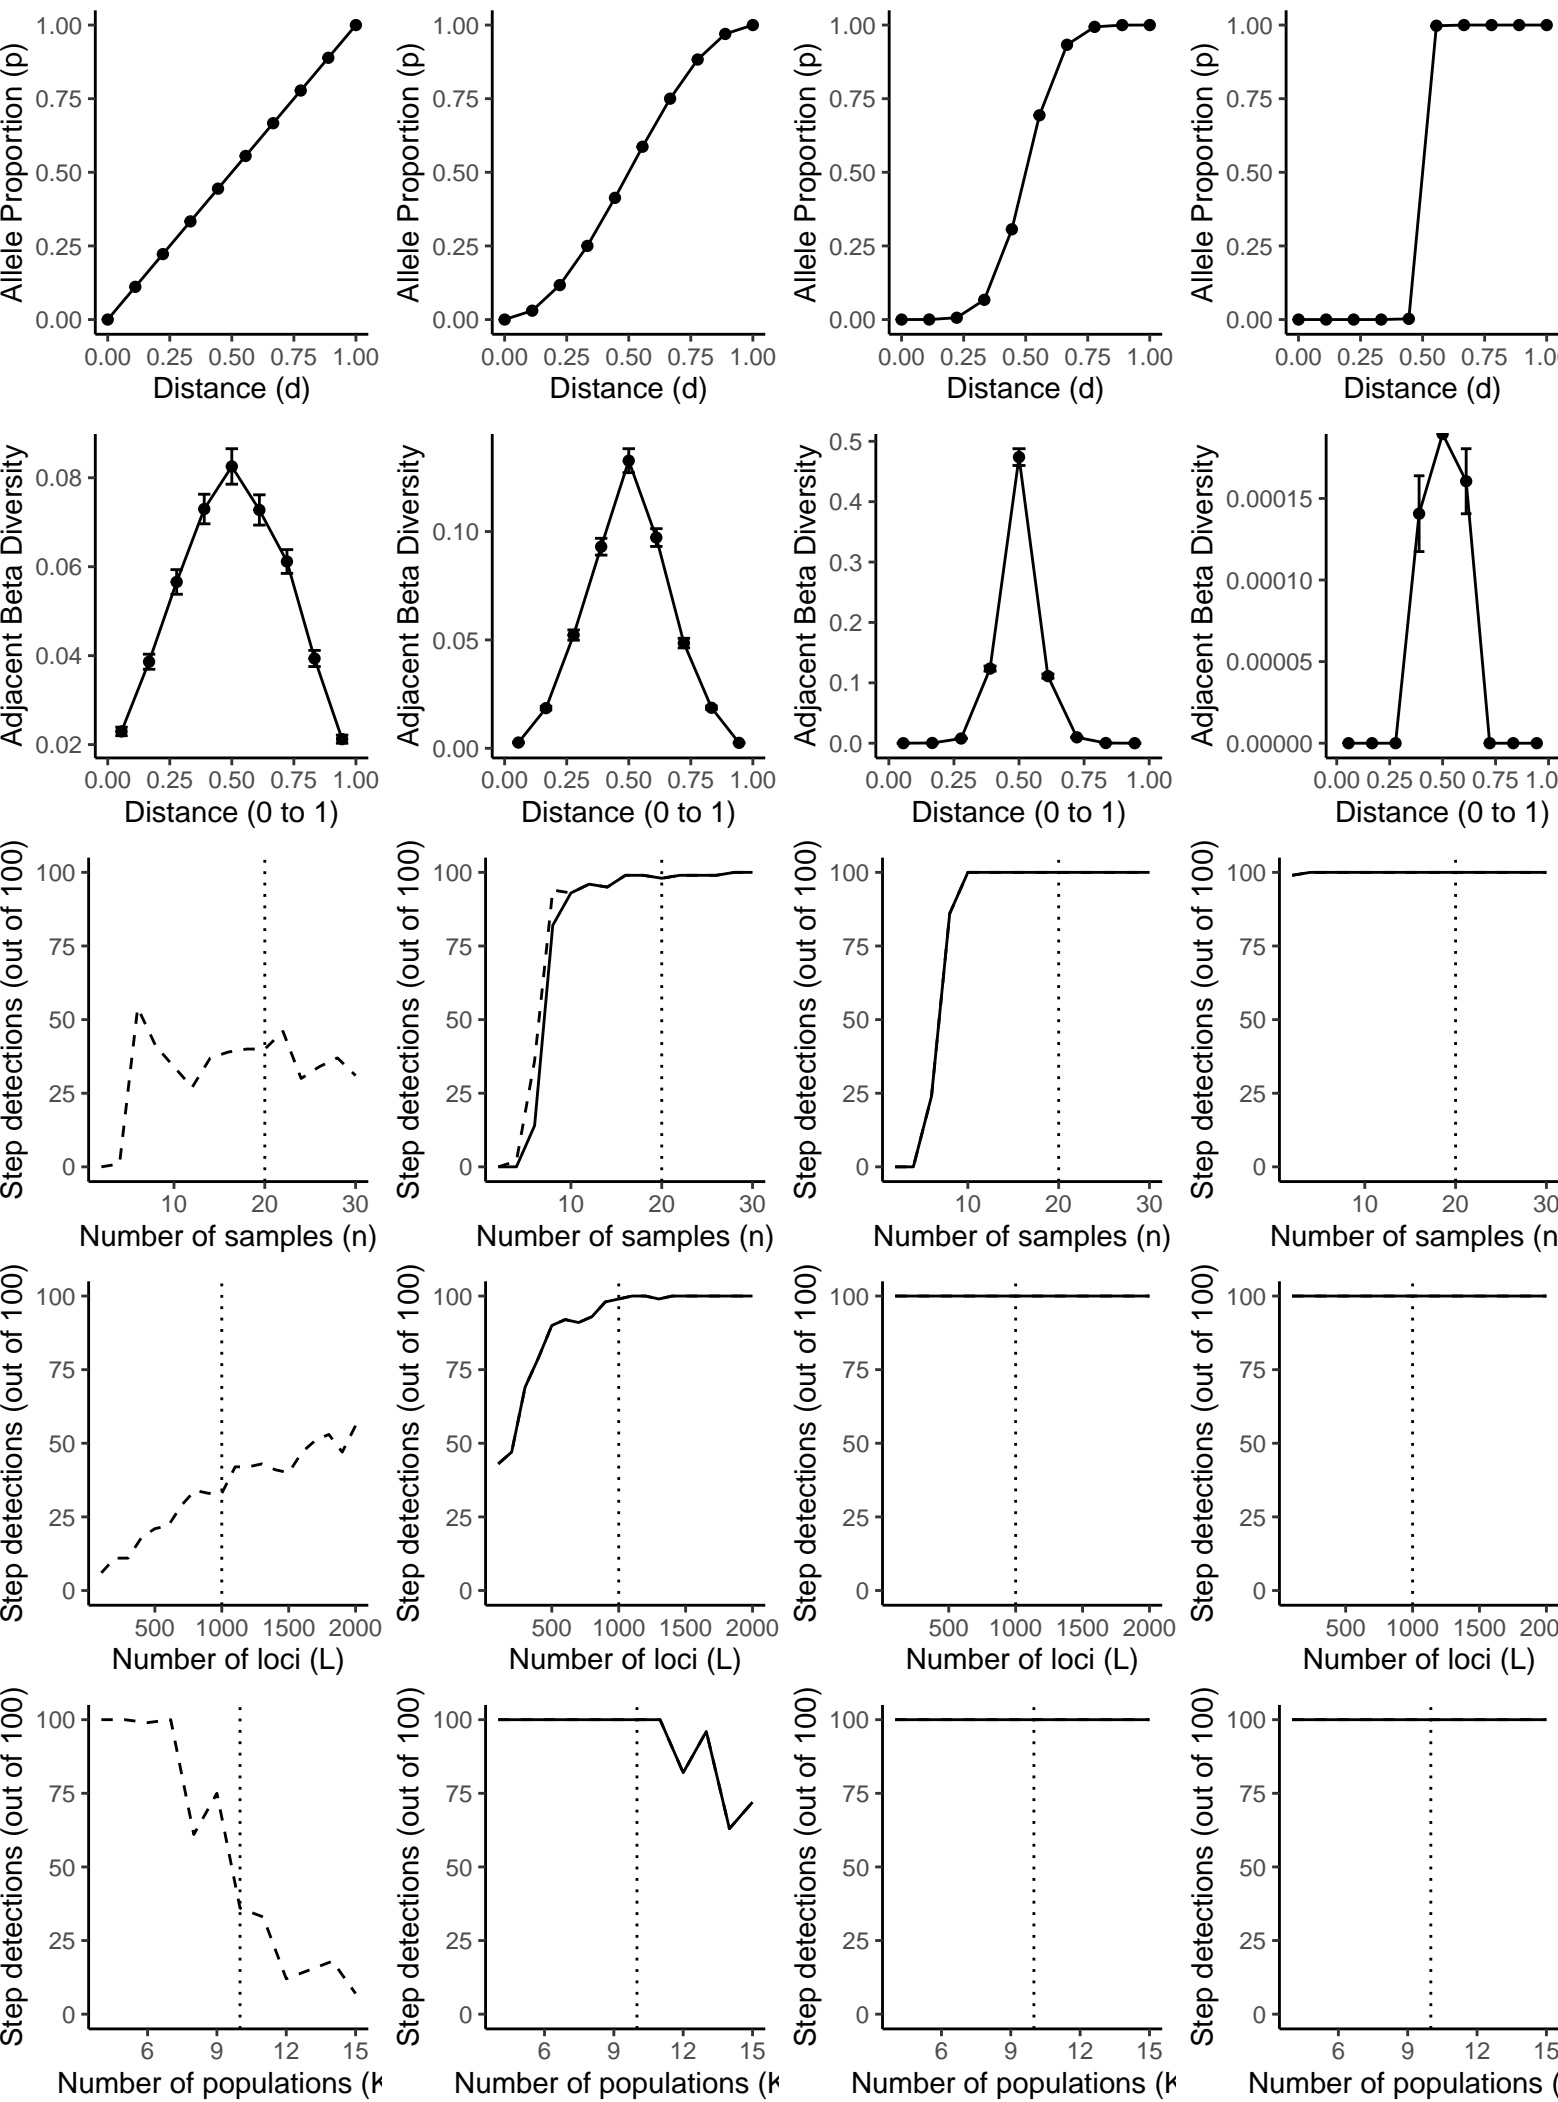 Allele Proportion (p)
1.00
0.75
0.50
0.25
0.00
0.00 0.25 0.50 0.75 1.00
Distance (d)
Allele Proportion (p)
1.00
0.75
0.50
0.25
0.00
0.00 0.25 0.50 0.75 1.00
Distance (d)
Allele Proportion (p)
1.00
0.75
0.50
0.25
0.00
0.00 0.25 0.50 0.75 1.00
Distance (d)
Allele Proportion (p)
1.00
0.75
0.50
0.25
0.00
0.00 0.25 0.50 0.75 1.0
Distance (d)
Adjacent Beta Diversity
0.08
0.06
0.04
0.02
0.00 0.25 0.50 0.75 1.00
Distance (0 to 1)
Adjacent Beta Diversity
0.10
0.05
0.00
0.00 0.25 0.50 0.75 1.00
Distance (0 to 1)
Adjacent Beta Diversity
0.5
0.4
0.3
0.2
0.1
0.0
0.00 0.25 0.50 0.75 1.00
Distance (0 to 1)
Adjacent Beta Diversity
0.00015
0.00010
0.00005
0.00000
0.00 0.25 0.50 0.75 1.0
Distance (0 to 1)
Step detections (out of 100)
100
75
50
25
0
10 20 30
Number of samples (n)
Step detections (out of 100)
100
75
50
25
0
10 20 30
Number of samples (n)
Step detections (out of 100)
100
75
50
25
0
10 20 30
Number of samples (n)
Step detections (out of 100)
100
75
50
25
0
10 20 30
Number of samples (n
Step detections (out of 100)
100
75
50
25
0
500 1000 1500 2000
Number of loci (L)
Step detections (out of 100)
100
75
50
25
0
500 1000 1500 2000
Number of loci (L)
Step detections (out of 100)
100
75
50
25
0
500 1000 1500 2000
Number of loci (L)
Step detections (out of 100)
100
75
50
25
0
500 1000 1500 200
Number of loci (L)
Step detections (out of 100)
100
75
50
25
0
6 9 12 15
Number of populations (K
Step detections (out of 100)
100
75
50
25
0
6 9 12 15
Number of populations (K
Step detections (out of 100)
100
75
50
25
0
6 9 12 15
Number of populations (K
Step detections (out of 100)
100
75
50
25
0
6 9 12 15
Number of populations (